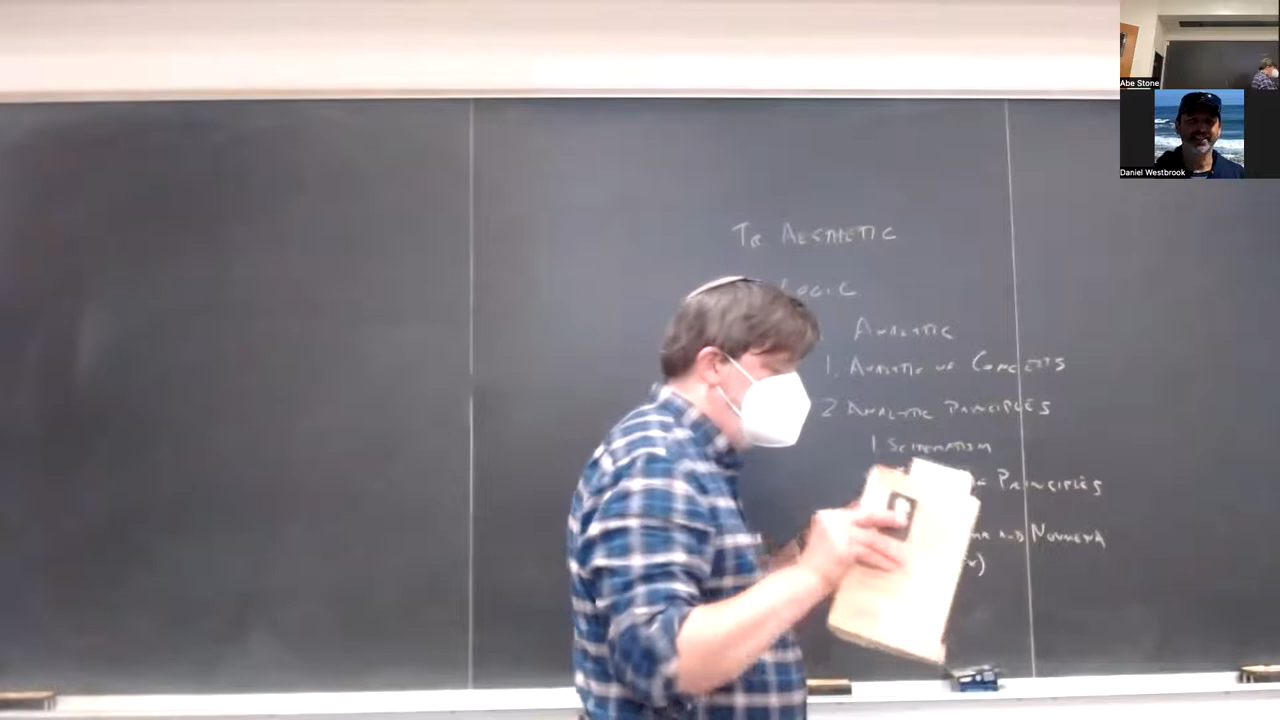 Abe Stone
Daniel Westbrook
Tr AESTHETIC
LOGIC
ANALYTIC
1. ANALYTIC OF CONCEPTS
2 ANALYTIC PRINCIPLES
1 SCHEMATISM
PRINCIPLES
AND NOUMENA